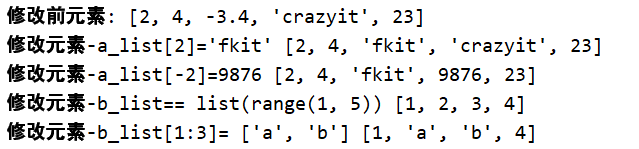 修改前元素: [2, 4, -3.4, 'crazyit', 23]
修改元素-a_list[2]='fkit' [2, 4, 'fkit', 'crazyit', 23]
修改元素-a_list[-2]=9876 [2, 4, 'fkit', 9876, 23]
修改元素-b_list== list(range(1, 5)) [1, 2, 3, 4]
修改元素-b_list[1:3]= ['a', 'b'] [1, 'a', 'b', 4]